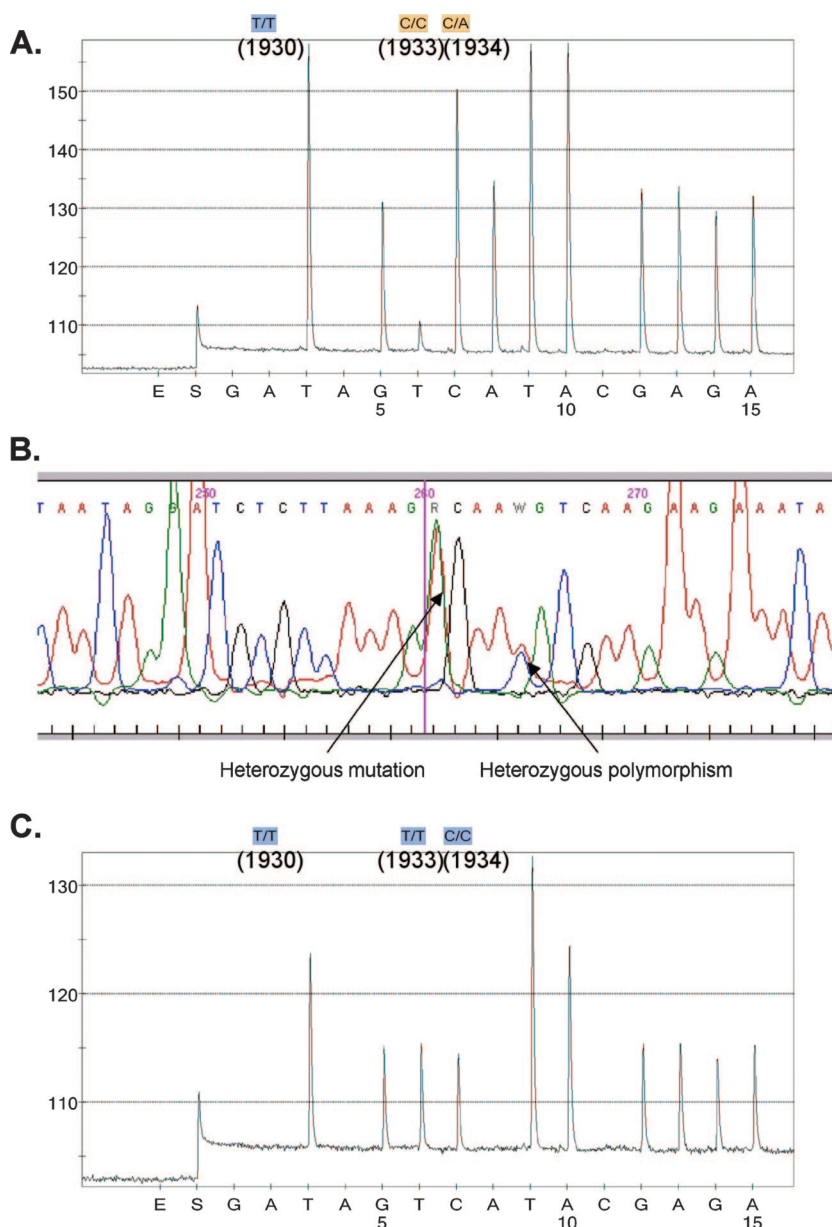 T/T C/C C/A
A. (1930) (1933)(1934)
150
140
130
120
110
E S G A T A G T C A T A C G A G A
5 10 15
B.
250 260 270
T A A T A G G A T C T C T T A A A G R C A A W G T C A A G A A G A A A T A
Heterozygous mutation Heterozygous polymorphism
C. T/T T/T C/C
(1930) (1933)(1934)
130
120
110
E S G A T A G T C A T A C G A G A
5 10 15